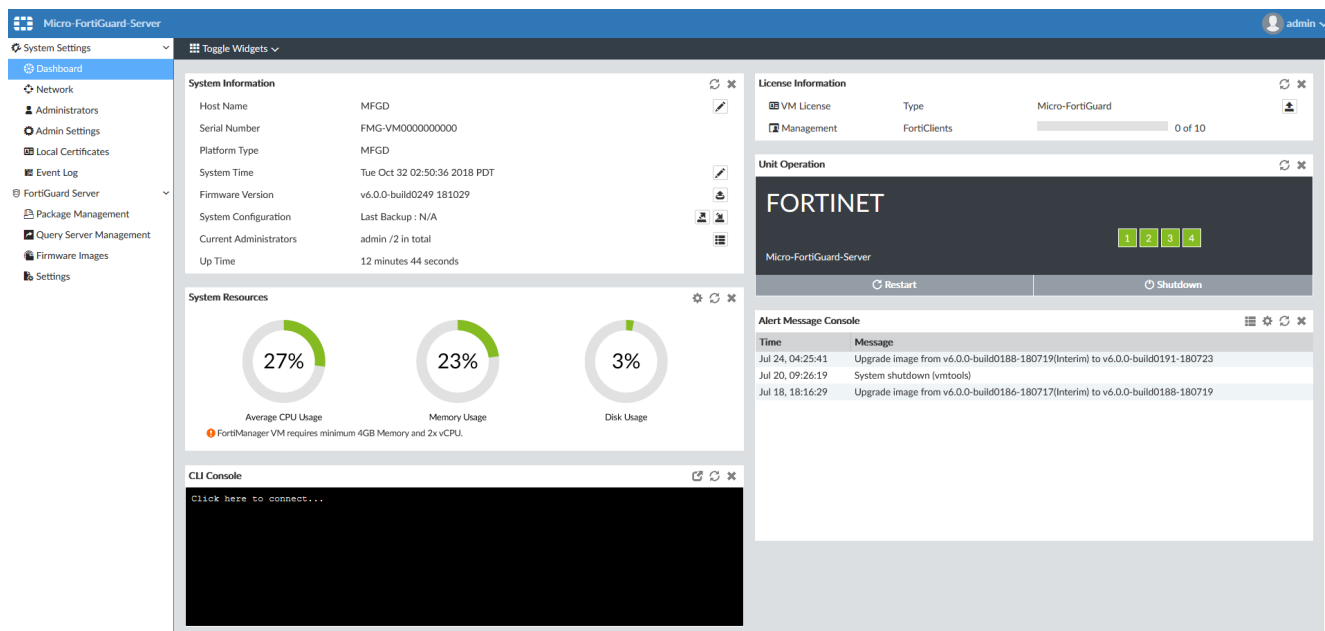 Micro-FortiGuard-Server
admin
System Settings
Toggle Widgets
Dashboard
Network
Administrators
Admin Settings
Local Certificates
Event Log
FortiGuard Server
Package Management
Query Server Management
Firmware Images
Settings
System Information
Host Name MFGD
Serial Number FMG-VM0000000000
Platform Type MFGD
System Time Tue Oct 32 02:50:36 2018 PDT
Firmware Version v6.0.0-build0249 181029
System Configuration Last Backup : N/A
Current Administrators admin /2 in total
Up Time 12 minutes 44 seconds
System Resources
27% 23% 3%
Average CPU Usage Memory Usage Disk Usage
FortiManager VM requires minimum 4GB Memory and 2x vCPU.
CLI Console
Click here to connect...
License Information
VM License Type Micro-FortiGuard
Management FortiClients 0 of 10
Unit Operation
FORTINET
1 2 3 4
Micro-FortiGuard-Server
Restart Shutdown
Alert Message Console
Time Message
Jul 24, 04:25:41 Upgrade image from v6.0.0-build0188-180719(Interim) to v6.0.0-build0191-180723
Jul 20, 09:26:19 System shutdown (vmtools)
Jul 18, 18:16:29 Upgrade image from v6.0.0-build0186-180717(Interim) to v6.0.0-build0188-180719